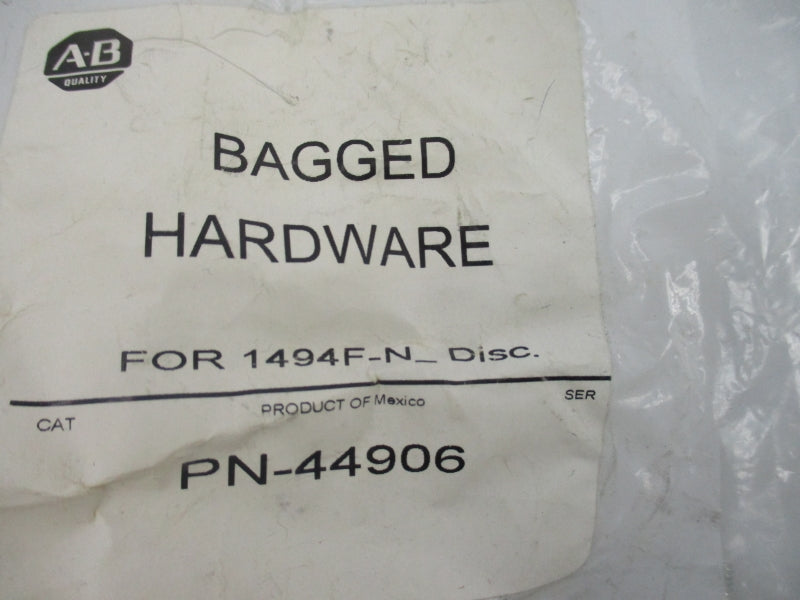 A-B
QUALITY
BAGGED
HARDWARE
FOR 1494F-N_ Disc.
CAT PRODUCT OF Mexico SER
PN-44906